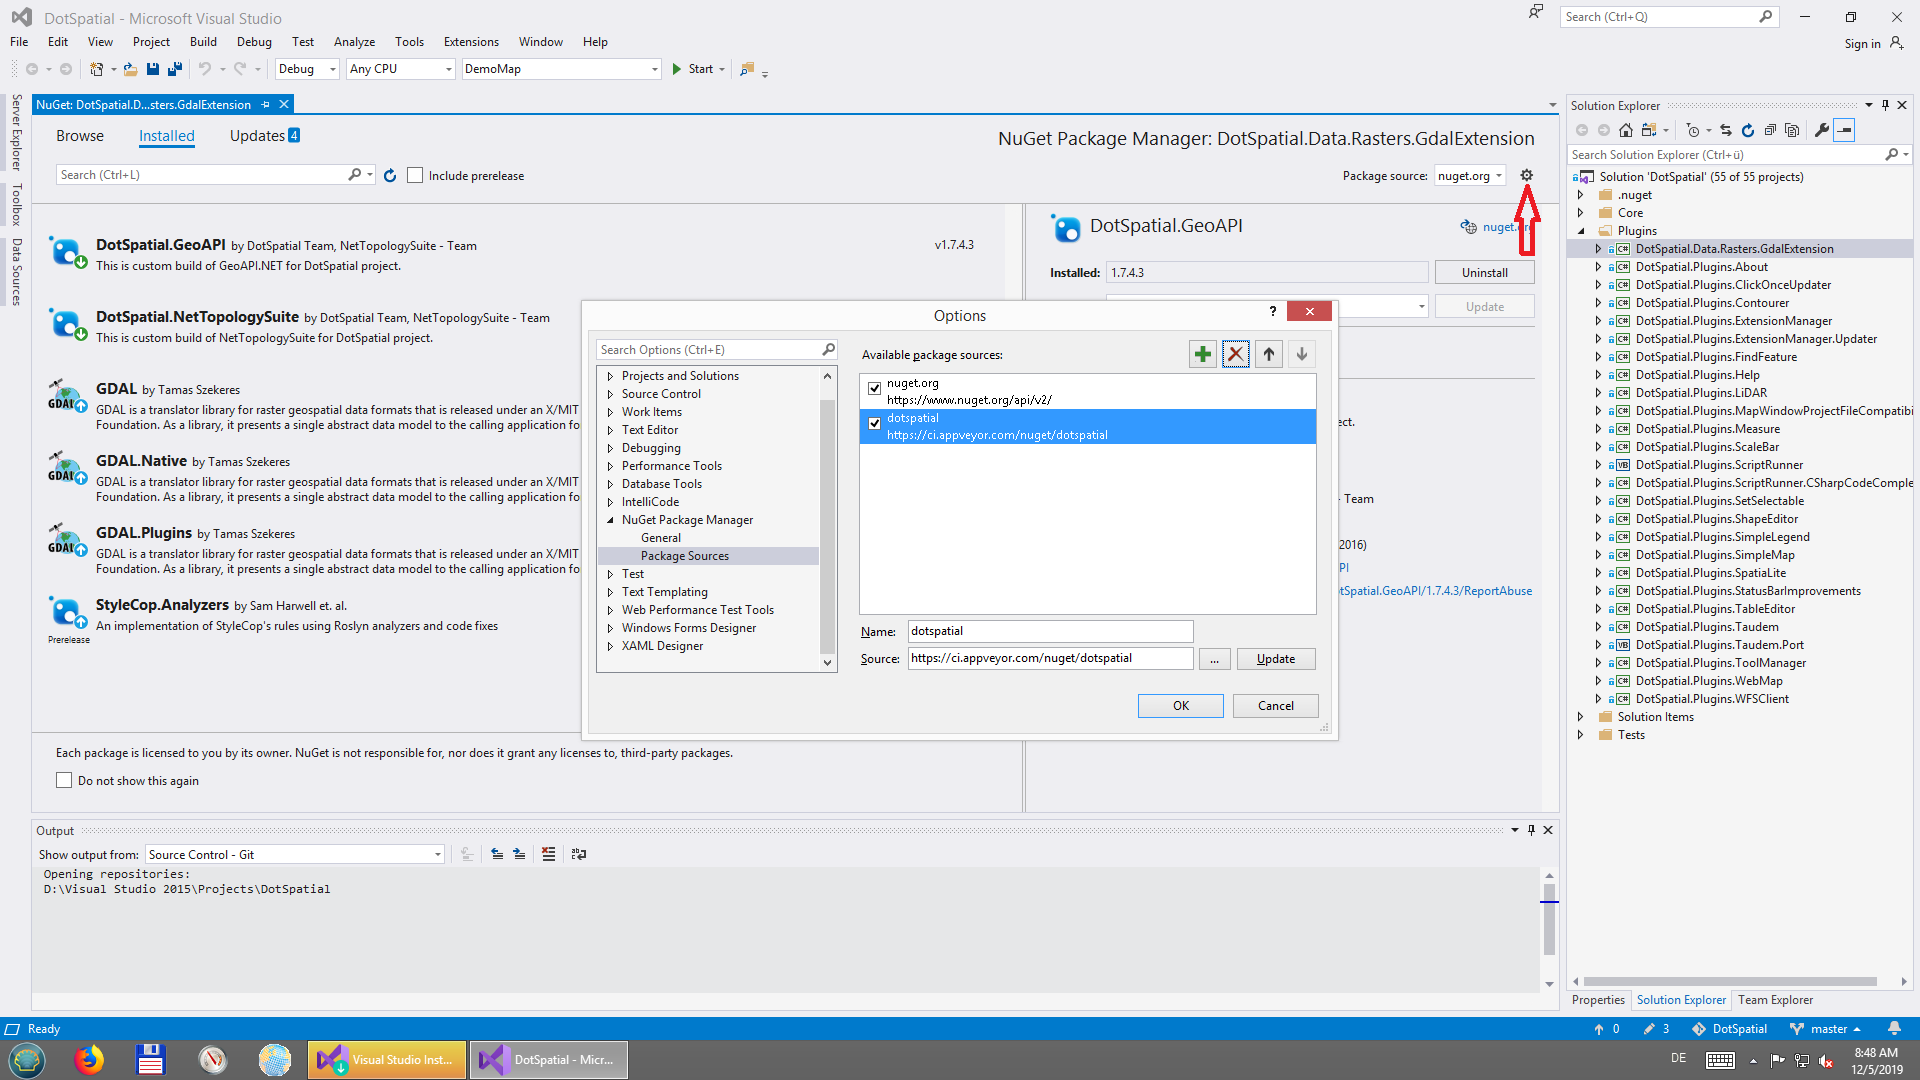 DotSpatial - Microsoft Visual Studio
Search (Ctrl+Q)
File Edit View Project Build Debug Test Analyze Tools Extensions Window Help
Sign in
Debug Any CPU DemoMap Start
Server Explorer
Toolbox
Data Sources
NuGet: DotSpatial.D...sters.GdalExtension
Browse Installed Updates 4
NuGet Package Manager: DotSpatial.Data.Rasters.GdalExtension
Search (Ctrl+L)
Include prerelease
Package source: nuget.org
DotSpatial.GeoAPI by DotSpatial Team, NetTopologySuite - Team
v1.7.4.3
This is custom build of GeoAPI.NET for DotSpatial project.
DotSpatial.NetTopologySuite by DotSpatial Team, NetTopologySuite - Team
This is custom build of NetTopologySuite for DotSpatial project.
GDAL by Tamas Szekeres
GDAL is a translator library for raster geospatial data formats that is released under an X/MIT
Foundation. As a library, it presents a single abstract data model to the calling application fo
GDAL.Native by Tamas Szekeres
GDAL is a translator library for raster geospatial data formats that is released under an X/MIT
Foundation. As a library, it presents a single abstract data model to the calling application fo
GDAL.Plugins by Tamas Szekeres
GDAL is a translator library for raster geospatial data formats that is released under an X/MIT
Foundation. As a library, it presents a single abstract data model to the calling application fo
StyleCop.Analyzers by Sam Harwell et. al.
An implementation of StyleCop's rules using Roslyn analyzers and code fixes
Prerelease
GDAL
GDAL
GDAL
Each package is licensed to you by its owner. NuGet is not responsible for, nor does it grant any licenses to, third-party packages.
Do not show this again
DotSpatial.GeoAPI
nuget.org
Installed: 1.7.4.3 Uninstall
Update
ect.
- Team
2016)
PI
tSpatial.GeoAPI/1.7.4.3/ReportAbuse
Options
?
Search Options (Ctrl+E)
Projects and Solutions
Source Control
Work Items
Text Editor
Debugging
Performance Tools
Database Tools
IntelliCode
NuGet Package Manager
General
Package Sources
Test
Text Templating
Web Performance Test Tools
Windows Forms Designer
XAML Designer
Available package sources:
nuget.org
https://www.nuget.org/api/v2/
dotspatial
https://ci.appveyor.com/nuget/dotspatial
Name: dotspatial
Source: https://ci.appveyor.com/nuget/dotspatial ... Update
OK Cancel
Output
Show output from: Source Control - Git
Opening repositories:
D:\Visual Studio 2015\Projects\DotSpatial
Solution Explorer
Search Solution Explorer (Ctrl+ü)
Solution 'DotSpatial' (55 of 55 projects)
.nuget
Core
Plugins
C# DotSpatial.Data.Rasters.GdalExtension
C# DotSpatial.Plugins.About
C# DotSpatial.Plugins.ClickOnceUpdater
C# DotSpatial.Plugins.Contourer
C# DotSpatial.Plugins.ExtensionManager
C# DotSpatial.Plugins.ExtensionManager.Updater
C# DotSpatial.Plugins.FindFeature
C# DotSpatial.Plugins.Help
C# DotSpatial.Plugins.LiDAR
C# DotSpatial.Plugins.MapWindowProjectFileCompatibi
C# DotSpatial.Plugins.Measure
C# DotSpatial.Plugins.ScaleBar
VB DotSpatial.Plugins.ScriptRunner
C# DotSpatial.Plugins.ScriptRunner.CSharpCodeComple
C# DotSpatial.Plugins.SetSelectable
C# DotSpatial.Plugins.ShapeEditor
C# DotSpatial.Plugins.SimpleLegend
C# DotSpatial.Plugins.SimpleMap
C# DotSpatial.Plugins.SpatiaLite
C# DotSpatial.Plugins.StatusBarImprovements
C# DotSpatial.Plugins.TableEditor
C# DotSpatial.Plugins.Taudem
VB DotSpatial.Plugins.Taudem.Port
C# DotSpatial.Plugins.ToolManager
C# DotSpatial.Plugins.WebMap
C# DotSpatial.Plugins.WFSClient
Solution Items
Tests
Properties Solution Explorer Team Explorer
Ready
0 3 DotSpatial master
Visual Studio Inst... DotSpatial - Micr...
DE
8:48 AM
12/5/2019